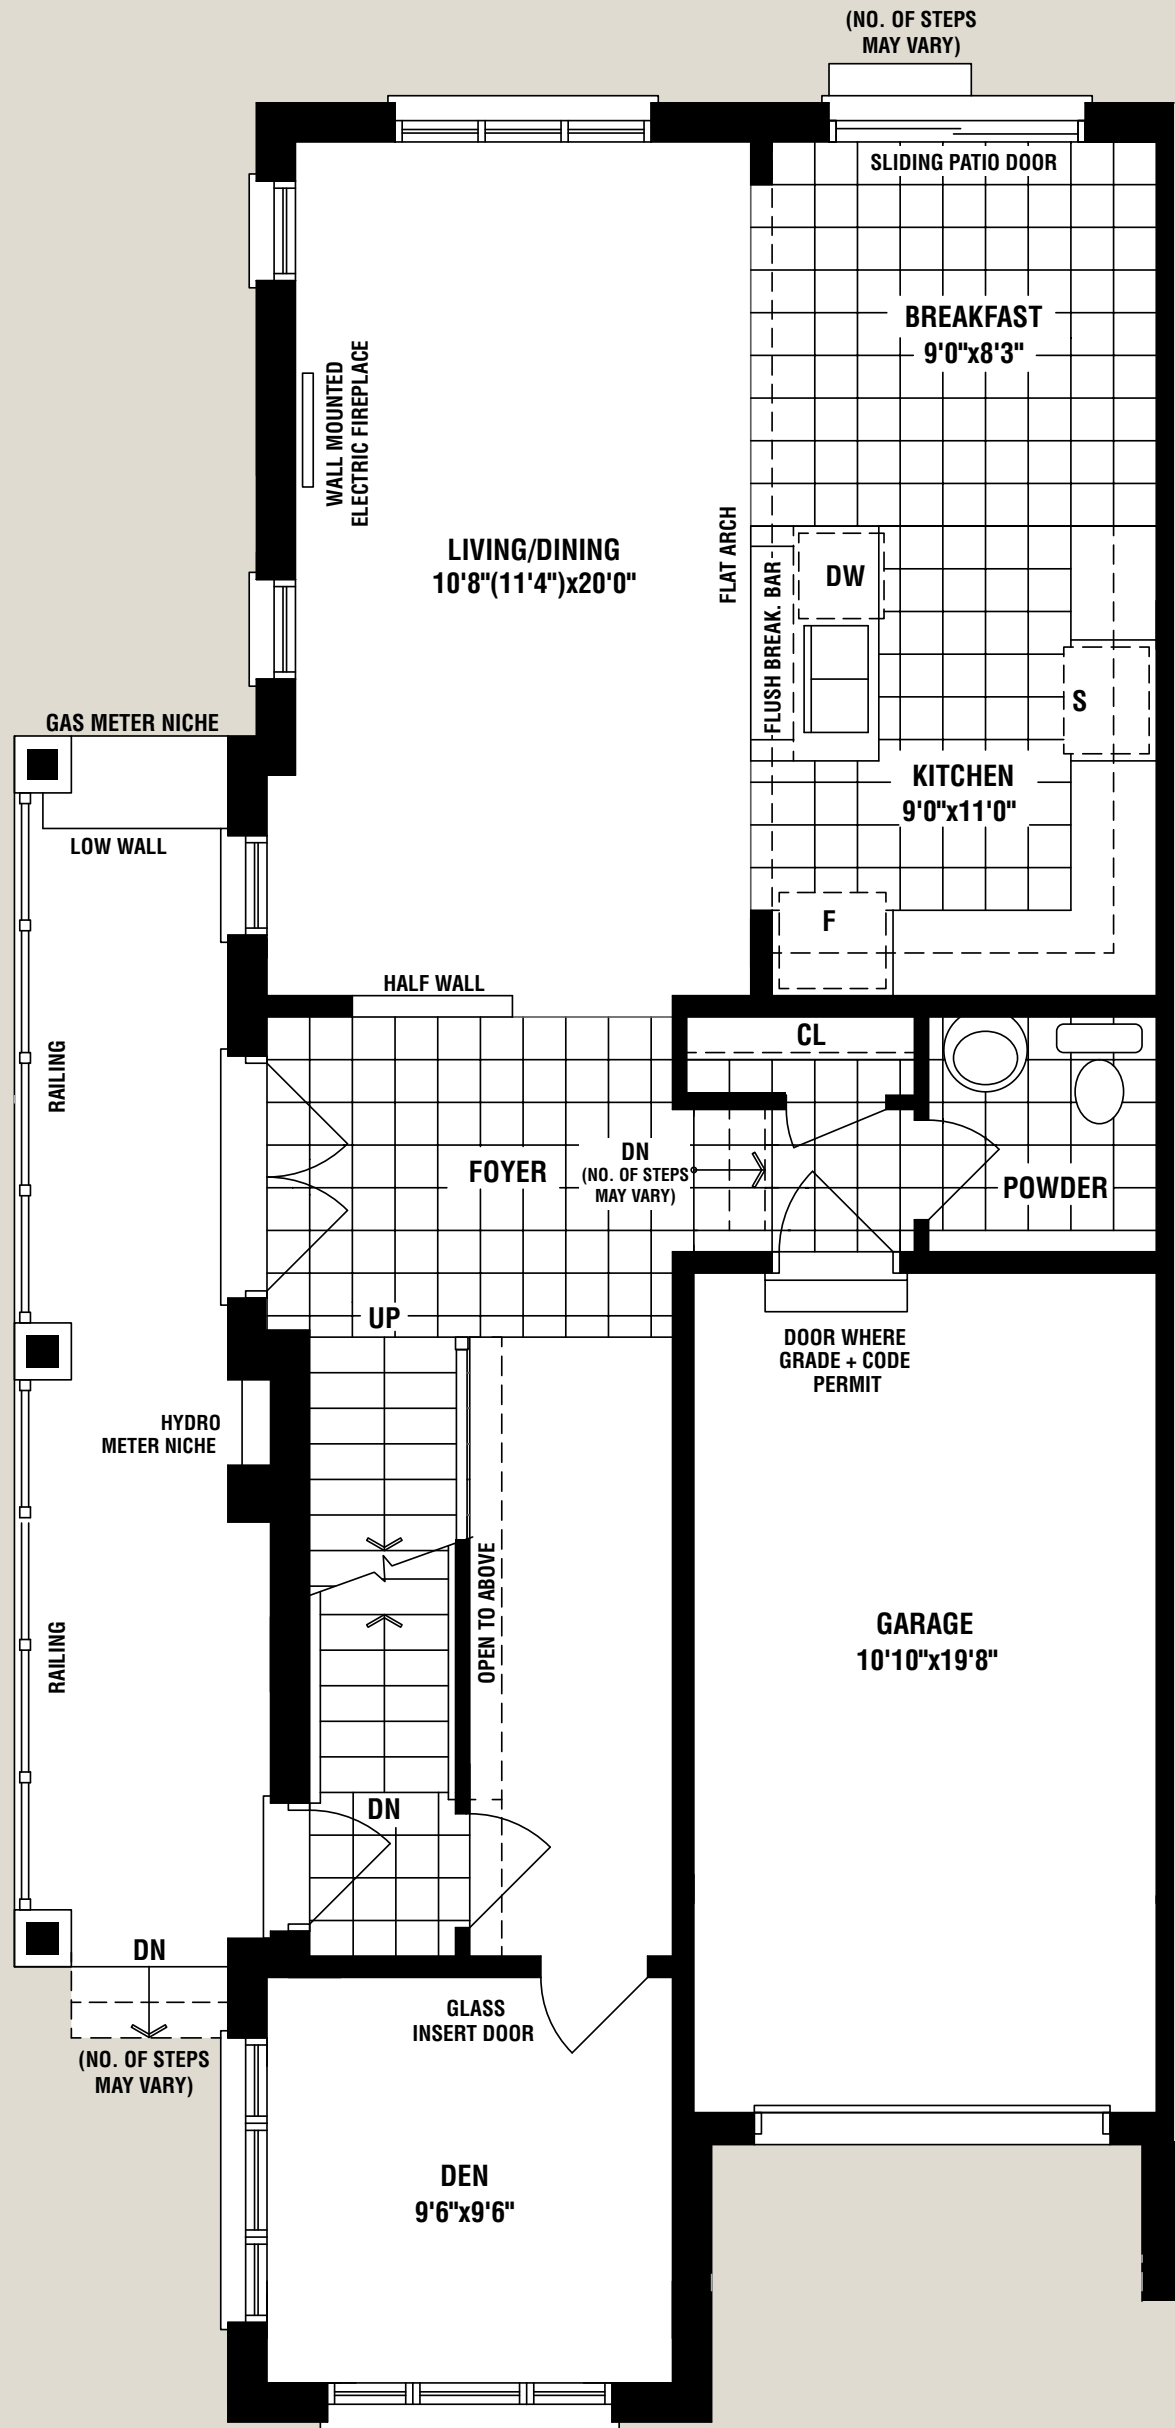 (NO. OF STEPS
MAY VARY)
SLIDING PATIO DOOR
BREAKFAST
9'0"x8'3"
WALL MOUNTED
ELECTRIC FIREPLACE
LIVING/DINING
10'8"(11'4")x20'0"
FLAT ARCH
FLUSH BREAK. BAR
DW
S
KITCHEN
9'0"x11'0"
F
GAS METER NICHE
LOW WALL
HALF WALL
RAILING
CL
FOYER
DN
(NO. OF STEPS
MAY VARY)
POWDER
UP
DOOR WHERE
GRADE + CODE
PERMIT
HYDRO
METER NICHE
OPEN TO ABOVE
RAILING
GARAGE
10'10"x19'8"
DN
DN
(NO. OF STEPS
MAY VARY)
GLASS
INSERT DOOR
DEN
9'6"x9'6"